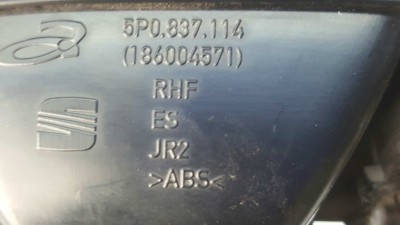 5P0.837.114
(186004571)
RHF
ES
JR2
>ABS<